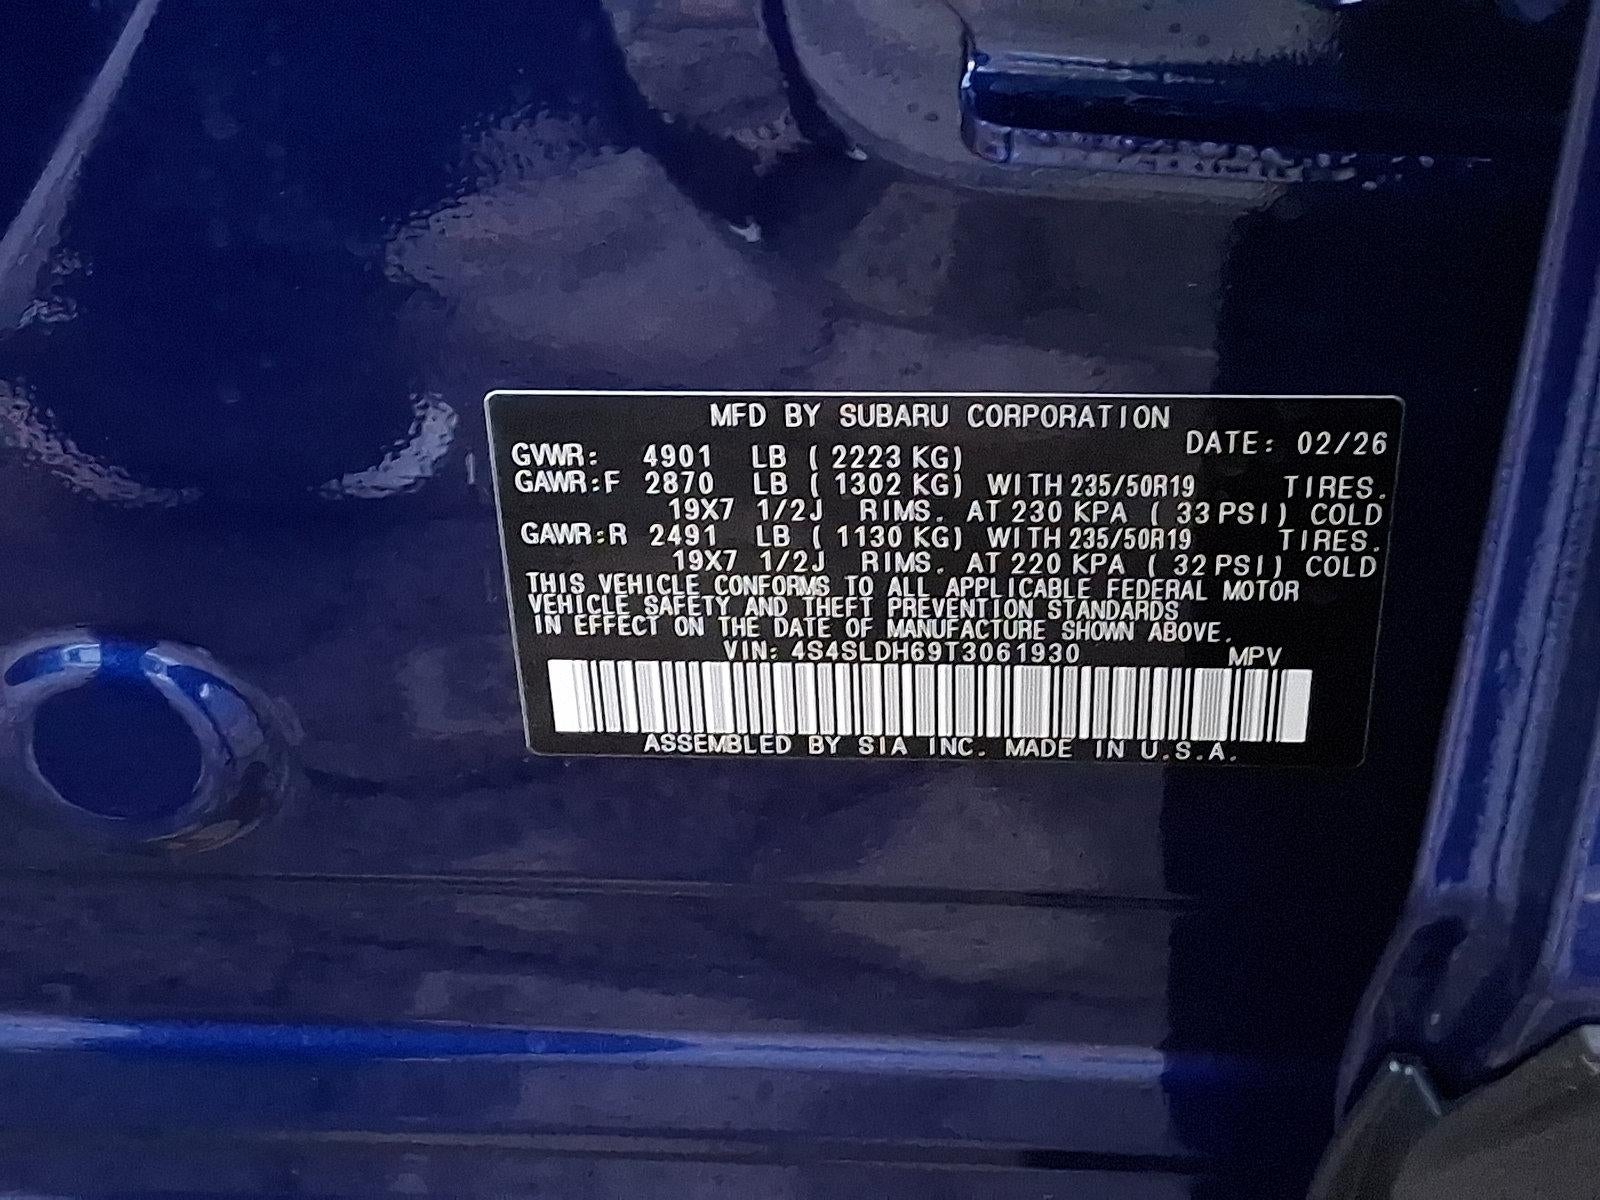 MFD BY SUBARU CORPORATION
DATE: 02/26
GVWR: 4901 LB ( 2223 KG)
GAWR:F 2870 LB ( 1302 KG) WITH 235/50R19 TIRES.
19X7 1/2J RIMS. AT 230 KPA ( 33 PSI) COLD
GAWR:R 2491 LB ( 1130 KG) WITH 235/50R19 TIRES.
19X7 1/2J RIMS. AT 220 KPA ( 32 PSI) COLD
THIS VEHICLE CONFORMS TO ALL APPLICABLE FEDERAL MOTOR
VEHICLE SAFETY AND THEFT PREVENTION STANDARDS
IN EFFECT ON THE DATE OF MANUFACTURE SHOWN ABOVE.
VIN: 4S4SLDH69T3061930 MPV
ASSEMBLED BY SIA INC. MADE IN U.S.A.